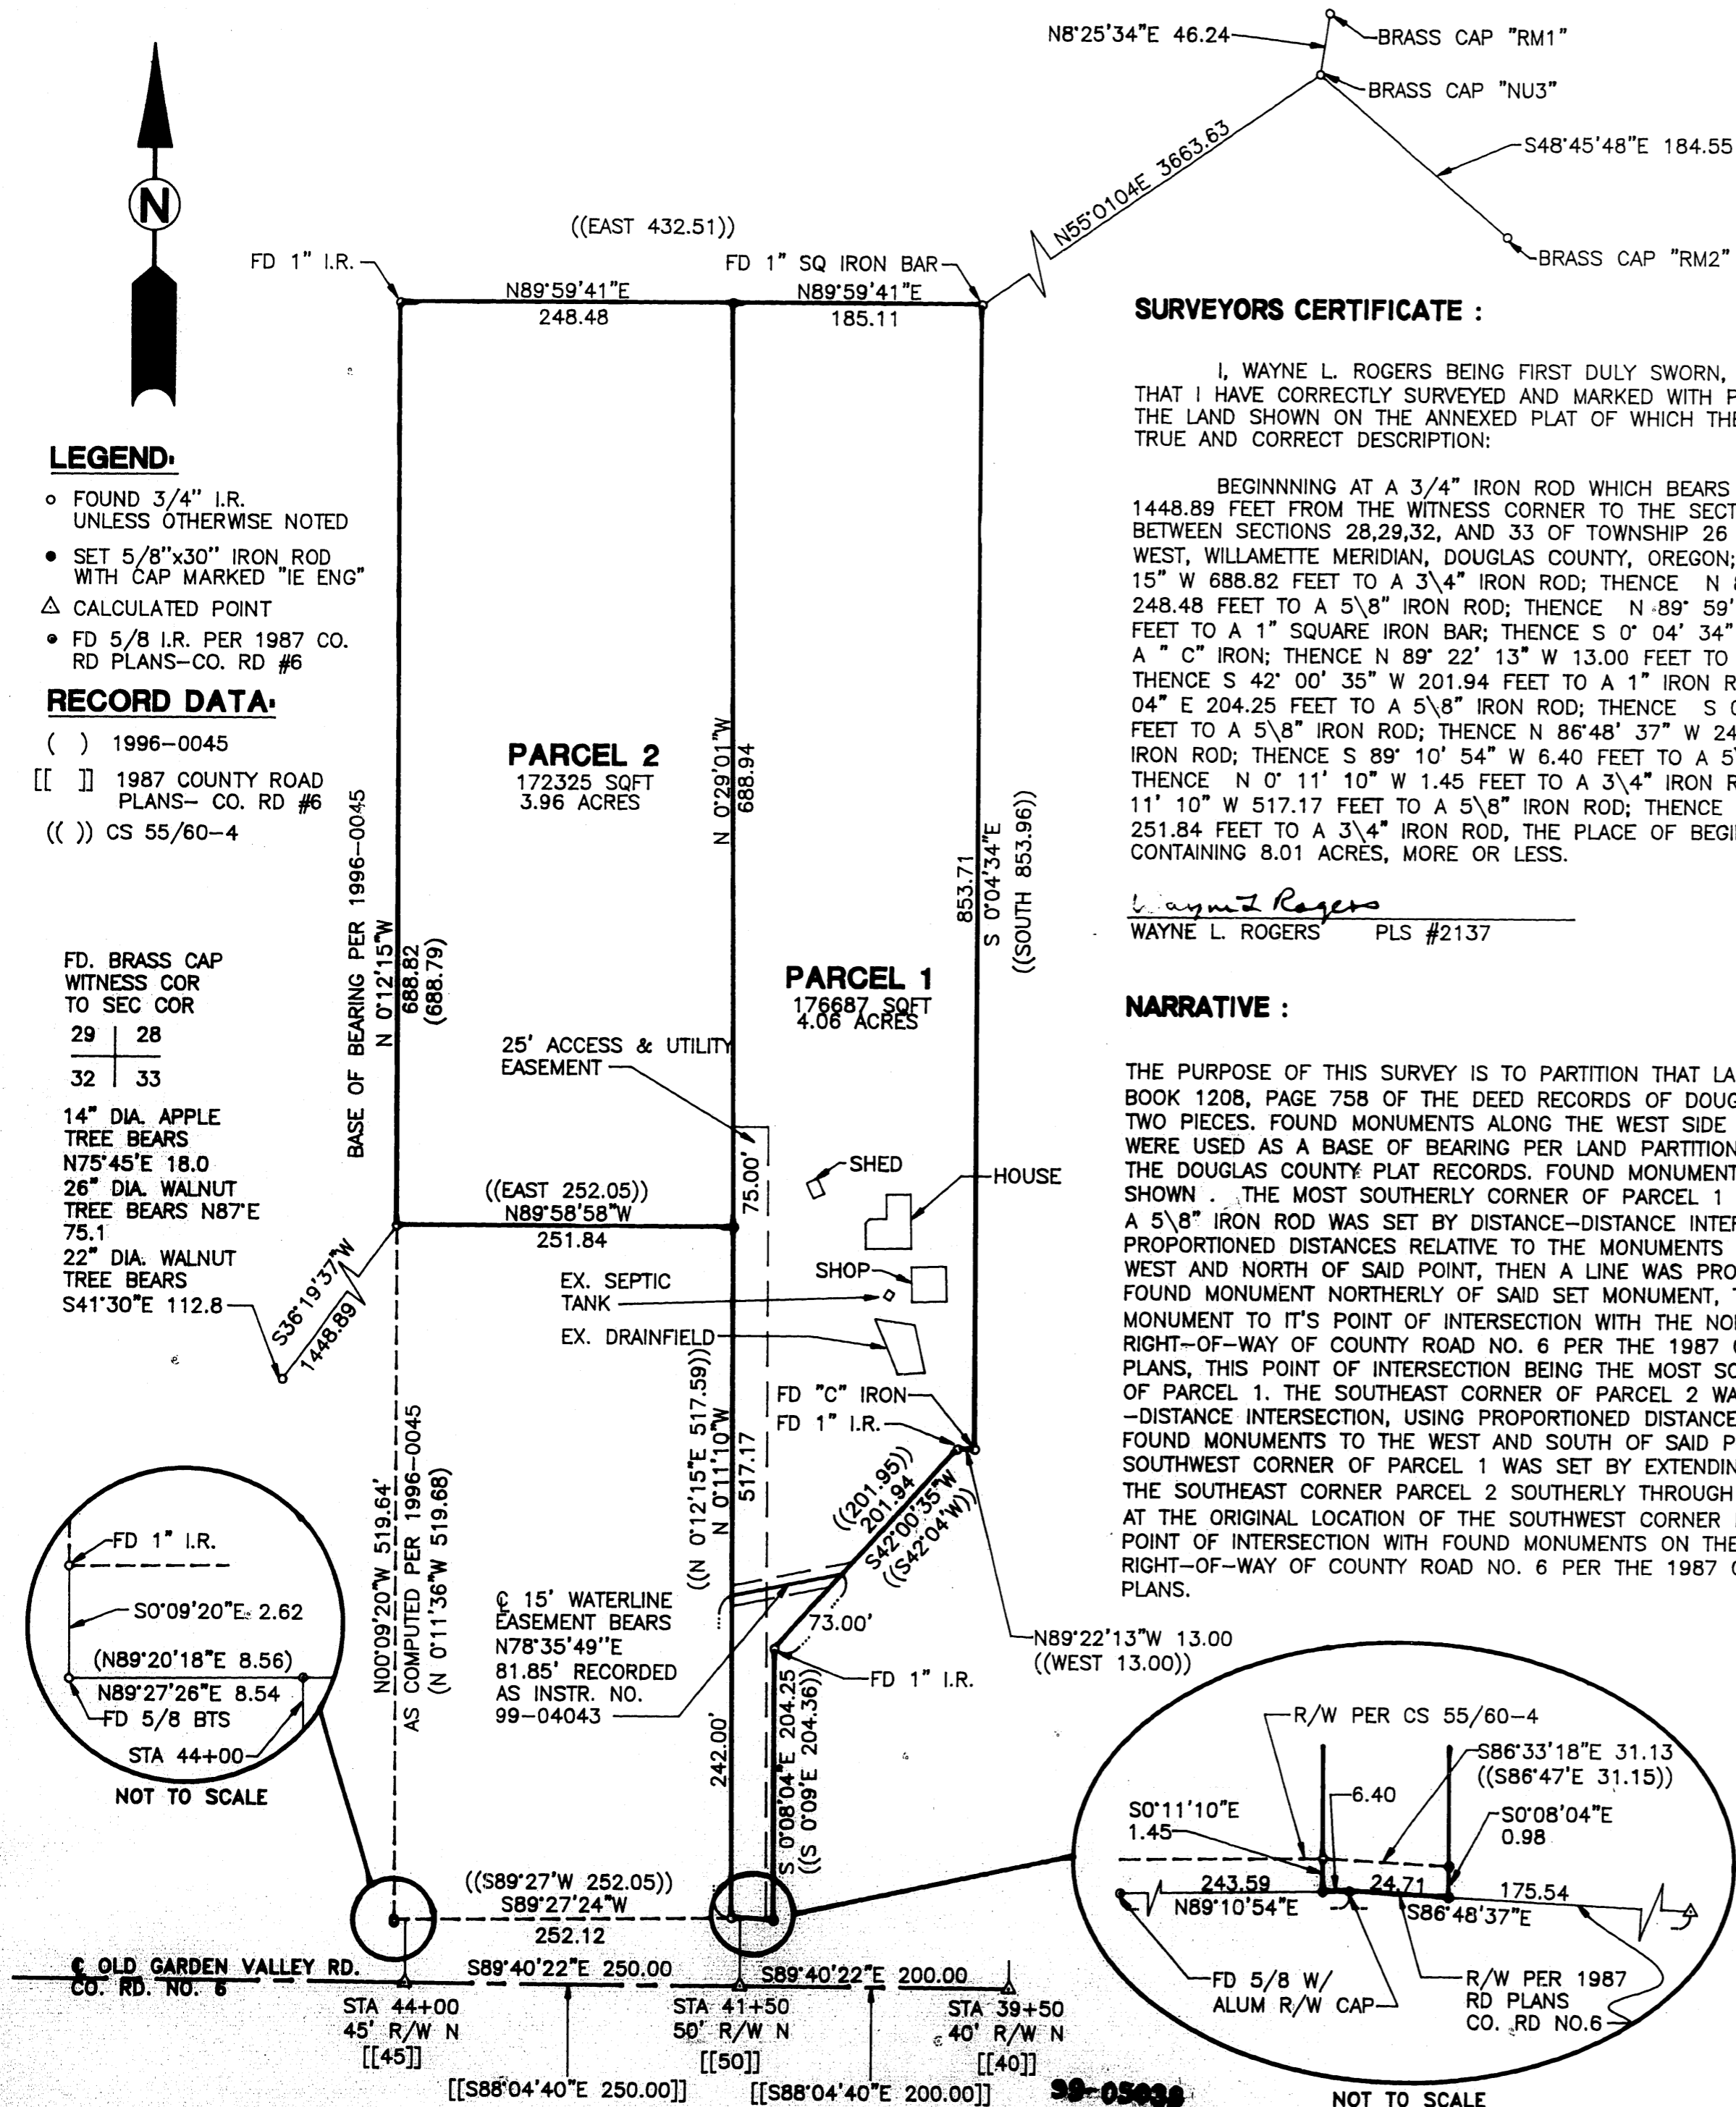 N8°25'34"E 46.24
BRASS CAP "RM1"
BRASS CAP "NU3"
S48°45'48"E 184.55
N55°0104E 3663.63
BRASS CAP "RM2"
N
((EAST 432.51))
FD 1" I.R.
FD 1" SQ IRON BAR
N89°59'41"E
248.48
N89°59'41"E
185.11
LEGEND:
FOUND 3/4" I.R.
UNLESS OTHERWISE NOTED
SET 5/8"x30" IRON ROD
WITH CAP MARKED "IE ENG"
CALCULATED POINT
FD 5/8 I.R. PER 1987 CO.
RD PLANS-CO. RD #6
RECORD DATA:
( ) 1996-0045
[[ ]] 1987 COUNTY ROAD
PLANS- CO. RD #6
(( )) CS 55/60-4
FD. BRASS CAP
WITNESS COR
TO SEC COR
29 | 28
32 | 33
14" DIA. APPLE
TREE BEARS
N75°45'E 18.0
26" DIA. WALNUT
TREE BEARS N87°E
75.1
22" DIA. WALNUT
TREE BEARS
S41°30"E 112.8
S36°19'37"W
1448.89
BASE OF BEARING PER 1996-0045
N 0°12'15"W
688.82
(688.79)
PARCEL 2
172325 SQFT
3.96 ACRES
N 0°29'01"W
688.94
853.71
S 0°04'34"E
((SOUTH 853.96))
PARCEL 1
176687 SQFT
4.06 ACRES
25' ACCESS & UTILITY
EASEMENT
75.00'
SHED
HOUSE
((EAST 252.05))
N89°58'58"W
251.84
SHOP
EX. SEPTIC
TANK
EX. DRAINFIELD
FD "C" IRON
FD 1" I.R.
((N 0°12'15"E 517.59))
N 0°11'10"W
517.17
((201.95))
201.94
S42°00'35"W
((S42°04'W))
73.00'
N89°22'13"W 13.00
((WEST 13.00))
FD 1" I.R.
℄ 15' WATERLINE
EASEMENT BEARS
N78°35'49"E
81.85' RECORDED
AS INSTR. NO.
99-04043
242.00'
S 0°08'04"E 204.25
((S 0°09'E 204.36))
N00°09'20"W 519.64'
AS COMPUTED PER 1996-0045
(N 0°11'36"W 519.68)
FD 1" I.R.
S0°09'20"E 2.62
(N89°20'18"E 8.56)
N89°27'26"E 8.54
FD 5/8 BTS
STA 44+00
NOT TO SCALE
((S89°27'W 252.05))
S89°27'24"W
252.12
℄ OLD GARDEN VALLEY RD.
CO. RD. NO. 6
S89°40'22"E 250.00
S89°40'22"E 200.00
STA 44+00
45' R/W N
[[45]]
STA 41+50
50' R/W N
[[50]]
STA 39+50
40' R/W N
[[40]]
[[S88°04'40"E 250.00]]
[[S88°04'40"E 200.00]]
SURVEYORS CERTIFICATE :
I, WAYNE L. ROGERS BEING FIRST DULY SWORN,
THAT I HAVE CORRECTLY SURVEYED AND MARKED WITH
THE LAND SHOWN ON THE ANNEXED PLAT OF WHICH
TRUE AND CORRECT DESCRIPTION:
BEGINNNING AT A 3/4" IRON ROD WHICH BEARS
1448.89 FEET FROM THE WITNESS CORNER TO THE
BETWEEN SECTIONS 28,29,32, AND 33 OF TOWNSHIP 26
WEST, WILLAMETTE MERIDIAN, DOUGLAS COUNTY, OREGON;
15" W 688.82 FEET TO A 3\4" IRON ROD; THENCE N
248.48 FEET TO A 5\8" IRON ROD; THENCE N 89° 59'
FEET TO A 1" SQUARE IRON BAR; THENCE S 0° 04' 34"
A " C" IRON; THENCE N 89° 22' 13" W 13.00 FEET TO
THENCE S 42° 00' 35" W 201.94 FEET TO A 1" IRON
04" E 204.25 FEET TO A 5\8" IRON ROD; THENCE S
FEET TO A 5\8" IRON ROD; THENCE N 86°48' 37" W
IRON ROD; THENCE S 89° 10' 54" W 6.40 FEET TO A
THENCE N 0° 11' 10" W 1.45 FEET TO A 3\4" IRON
11' 10" W 517.17 FEET TO A 5\8" IRON ROD; THENCE
251.84 FEET TO A 3\4" IRON ROD, THE PLACE OF
CONTAINING 8.01 ACRES, MORE OR LESS.
Wayne L Rogers
WAYNE L. ROGERS PLS #2137
NARRATIVE :
THE PURPOSE OF THIS SURVEY IS TO PARTITION THAT
BOOK 1208, PAGE 758 OF THE DEED RECORDS OF
TWO PIECES. FOUND MONUMENTS ALONG THE WEST SIDE
WERE USED AS A BASE OF BEARING PER LAND PARTITION
THE DOUGLAS COUNTY PLAT RECORDS. FOUND MONUMENT
SHOWN . THE MOST SOUTHERLY CORNER OF PARCEL 1
A 5\8" IRON ROD WAS SET BY DISTANCE-DISTANCE
PROPORTIONED DISTANCES RELATIVE TO THE MONUMENTS
WEST AND NORTH OF SAID POINT, THEN A LINE WAS
FOUND MONUMENT NORTHERLY OF SAID SET MONUMENT,
MONUMENT TO IT'S POINT OF INTERSECTION WITH THE
RIGHT-OF-WAY OF COUNTY ROAD NO. 6 PER THE 1987
PLANS, THIS POINT OF INTERSECTION BEING THE MOST
OF PARCEL 1. THE SOUTHEAST CORNER OF PARCEL 2
-DISTANCE INTERSECTION, USING PROPORTIONED DISTANCE
FOUND MONUMENTS TO THE WEST AND SOUTH OF SAID
SOUTHWEST CORNER OF PARCEL 1 WAS SET BY
THE SOUTHEAST CORNER PARCEL 2 SOUTHERLY THROUGH
AT THE ORIGINAL LOCATION OF THE SOUTHWEST CORNER
POINT OF INTERSECTION WITH FOUND MONUMENTS ON THE
RIGHT-OF-WAY OF COUNTY ROAD NO. 6 PER THE 1987
PLANS.
R/W PER CS 55/60-4
S86°33'18"E 31.13
((S86°47'E 31.15))
6.40
S0°11'10"E
1.45
S0°08'04"E
0.98
243.59
N89°10'54"E
24.71
S86°48'37"E
175.54
FD 5/8 W/
ALUM R/W CAP
R/W PER 1987
RD PLANS
CO. RD NO.6
NOT TO SCALE